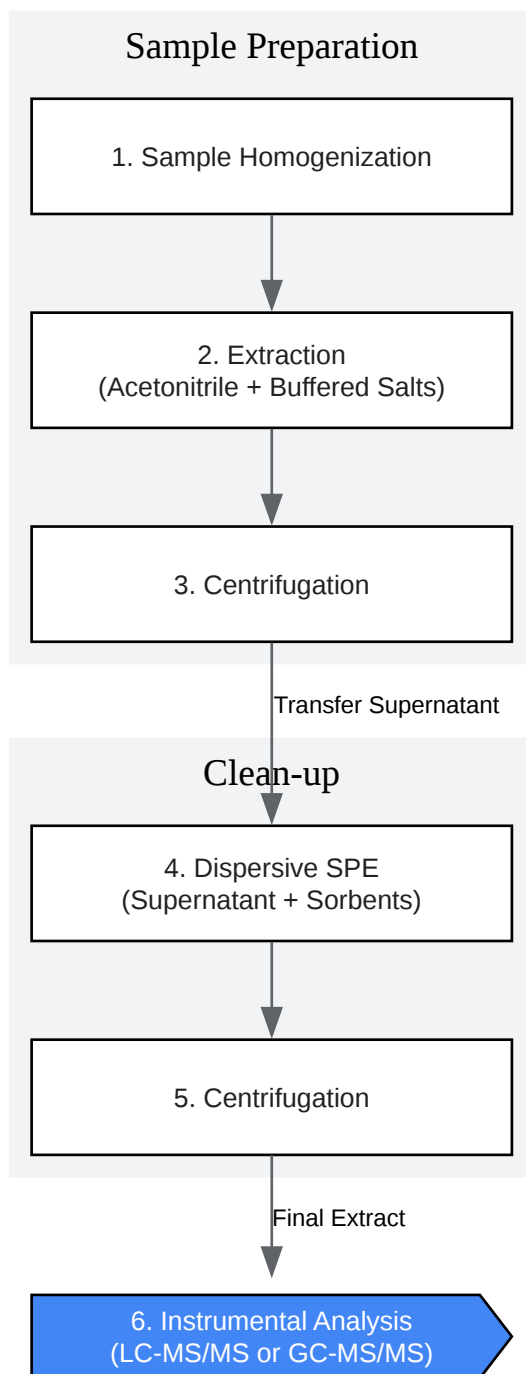 Sample Preparation
1. Sample Homogenization
2. Extraction
(Acetonitrile + Buffered Salts)
3. Centrifugation
Transfer Supernatant
Clean-up
4. Dispersive SPE
(Supernatant + Sorbents)
5. Centrifugation
Final Extract
6. Instrumental Analysis
(LC-MS/MS or GC-MS/MS)